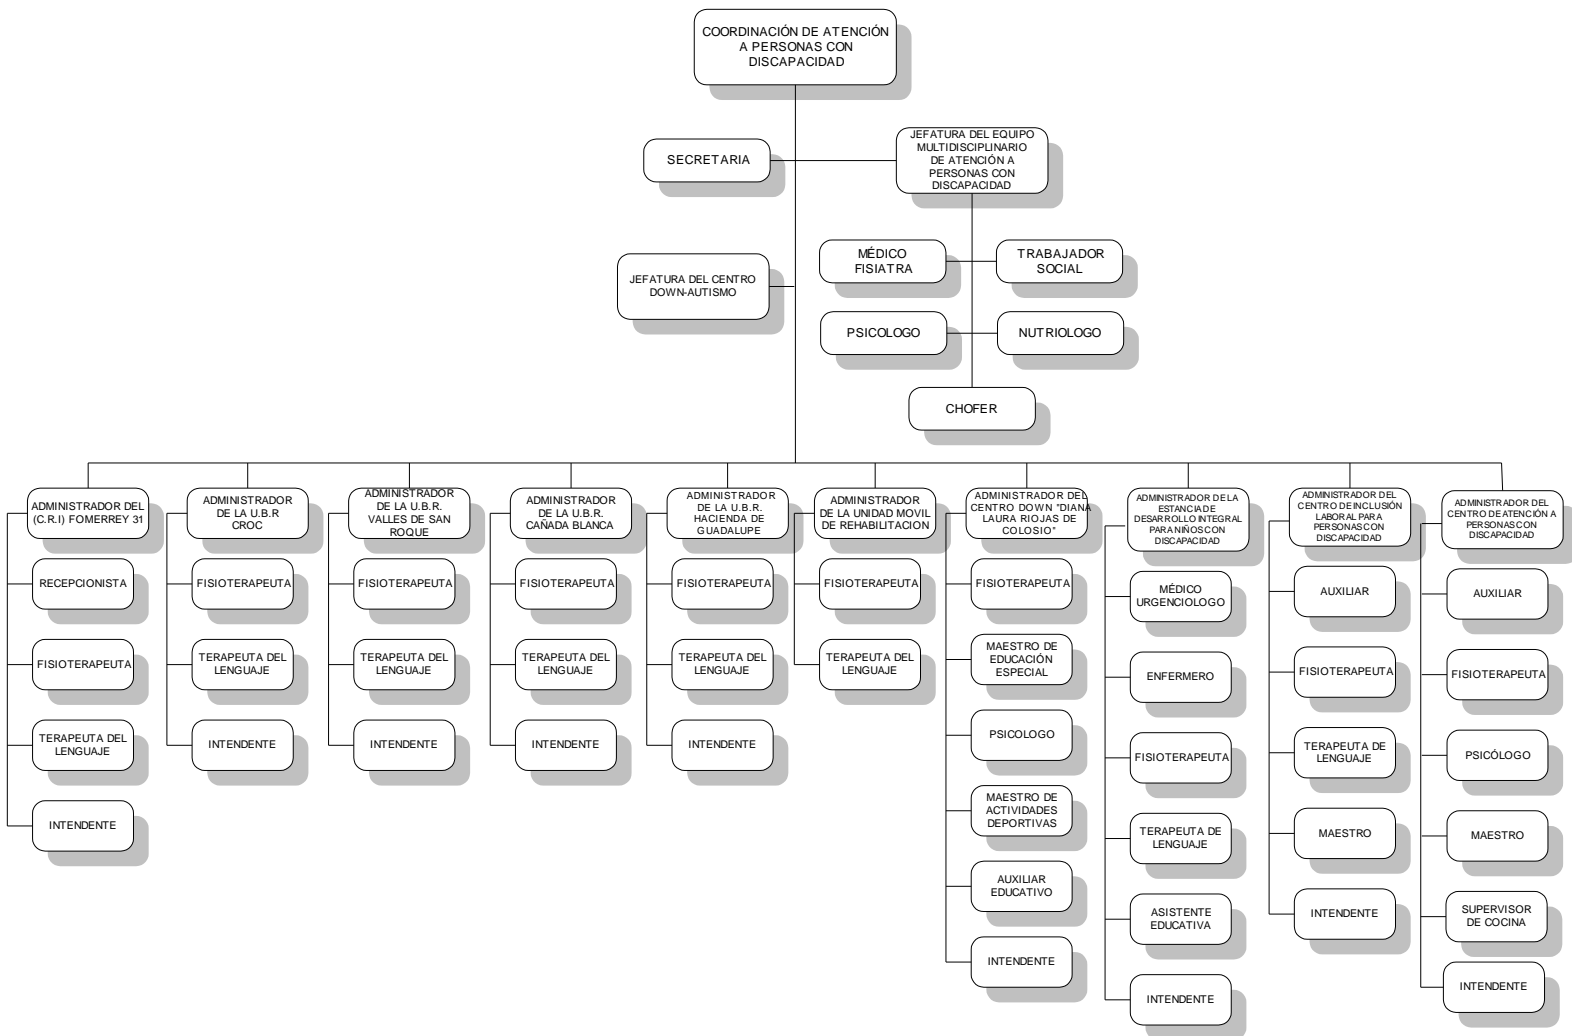 COORDINACIÓN DE ATENCIÓN
A PERSONAS CON
DISCAPACIDAD
SECRETARIA
JEFATURA DEL EQUIPO
MULTIDISCIPLINARIO
DE ATENCIÓN A
PERSONAS CON
DISCAPACIDAD
MÉDICO
FISIATRA
TRABAJADOR
SOCIAL
JEFATURA DEL CENTRO
DOWN-AUTISMO
PSICOLOGO
NUTRIOLOGO
CHOFER
ADMINISTRADOR DEL
(C.R.I) FOMERREY 31
RECEPCIONISTA
FISIOTERAPEUTA
TERAPEUTA DEL
LENGUAJE
INTENDENTE
ADMINISTRADOR
DE LA U.B.R
CROC
FISIOTERAPEUTA
TERAPEUTA DEL
LENGUAJE
INTENDENTE
ADMINISTRADOR
DE LA U.B.R.
VALLES DE SAN
ROQUE
FISIOTERAPEUTA
TERAPEUTA DEL
LENGUAJE
INTENDENTE
ADMINISTRADOR
DE LA U.B.R.
CAÑADA BLANCA
FISIOTERAPEUTA
TERAPEUTA DEL
LENGUAJE
INTENDENTE
ADMINISTRADOR
DE LA U.B.R.
HACIENDA DE
GUADALUPE
FISIOTERAPEUTA
TERAPEUTA DEL
LENGUAJE
INTENDENTE
ADMINISTRADOR
DE LA UNIDAD MOVIL
DE REHABILITACION
FISIOTERAPEUTA
TERAPEUTA DEL
LENGUAJE
ADMINISTRADOR DEL
CENTRO DOWN "DIANA
LAURA RIOJAS DE
COLOSIO"
FISIOTERAPEUTA
MAESTRO DE
EDUCACIÓN
ESPECIAL
PSICOLOGO
MAESTRO DE
ACTIVIDADES
DEPORTIVAS
AUXILIAR
EDUCATIVO
INTENDENTE
ADMINISTRADOR DE LA
ESTANCIA DE
DESARROLLO INTEGRAL
PARA NIÑOS CON
DISCAPACIDAD
MÉDICO
URGENCIOLOGO
ENFERMERO
FISIOTERAPEUTA
TERAPEUTA DE
LENGUAJE
ASISTENTE
EDUCATIVA
INTENDENTE
ADMINISTRADOR DEL
CENTRO DE INCLUSIÓN
LABORAL PARA
PERSONAS CON
DISCAPACIDAD
AUXILIAR
FISIOTERAPEUTA
TERAPEUTA DE
LENGUAJE
MAESTRO
INTENDENTE
ADMINISTRADOR DEL
CENTRO DE ATENCIÓN A
PERSONAS CON
DISCAPACIDAD
AUXILIAR
FISIOTERAPEUTA
PSICÓLOGO
MAESTRO
SUPERVISOR
DE COCINA
INTENDENTE